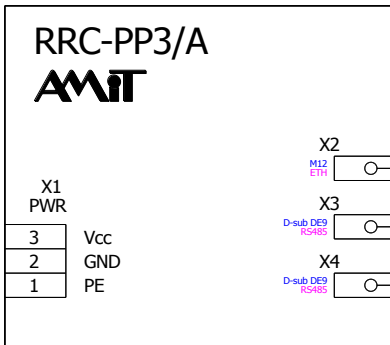 RRC-PP3/A
AMiT
X2
M12
ETH
X1
PWR
X3
D-sub DE9
RS485
3 Vcc
2 GND
1 PE
X4
D-sub DE9
RS485